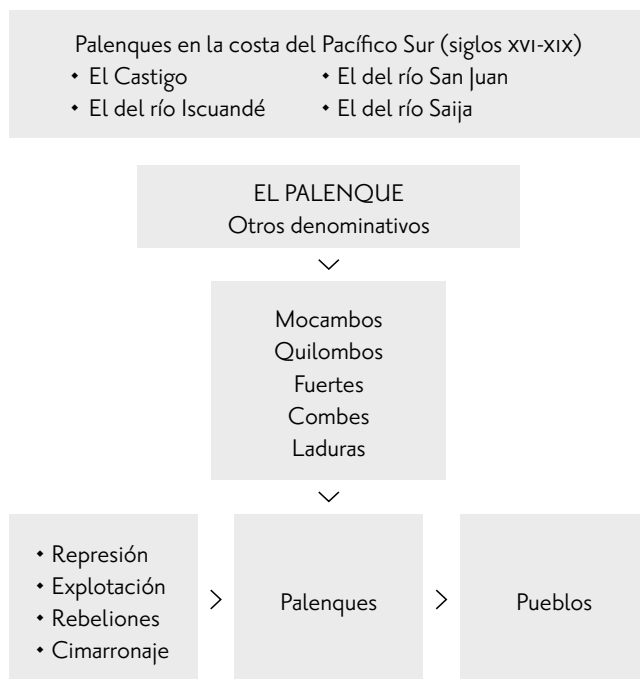 Palenques en la costa del Pacífico Sur (siglos XVI-XIX)
• El Castigo
• El del río San Juan
• El del río Iscuandé
• El del río Saija
EL PALENQUE
Otros denominativos
Mocambos
Quilombos
Fuertes
Combes
Laduras
• Represión
• Explotación
• Rebeliones
• Cimarronaje
>
Palenques
>
Pueblos